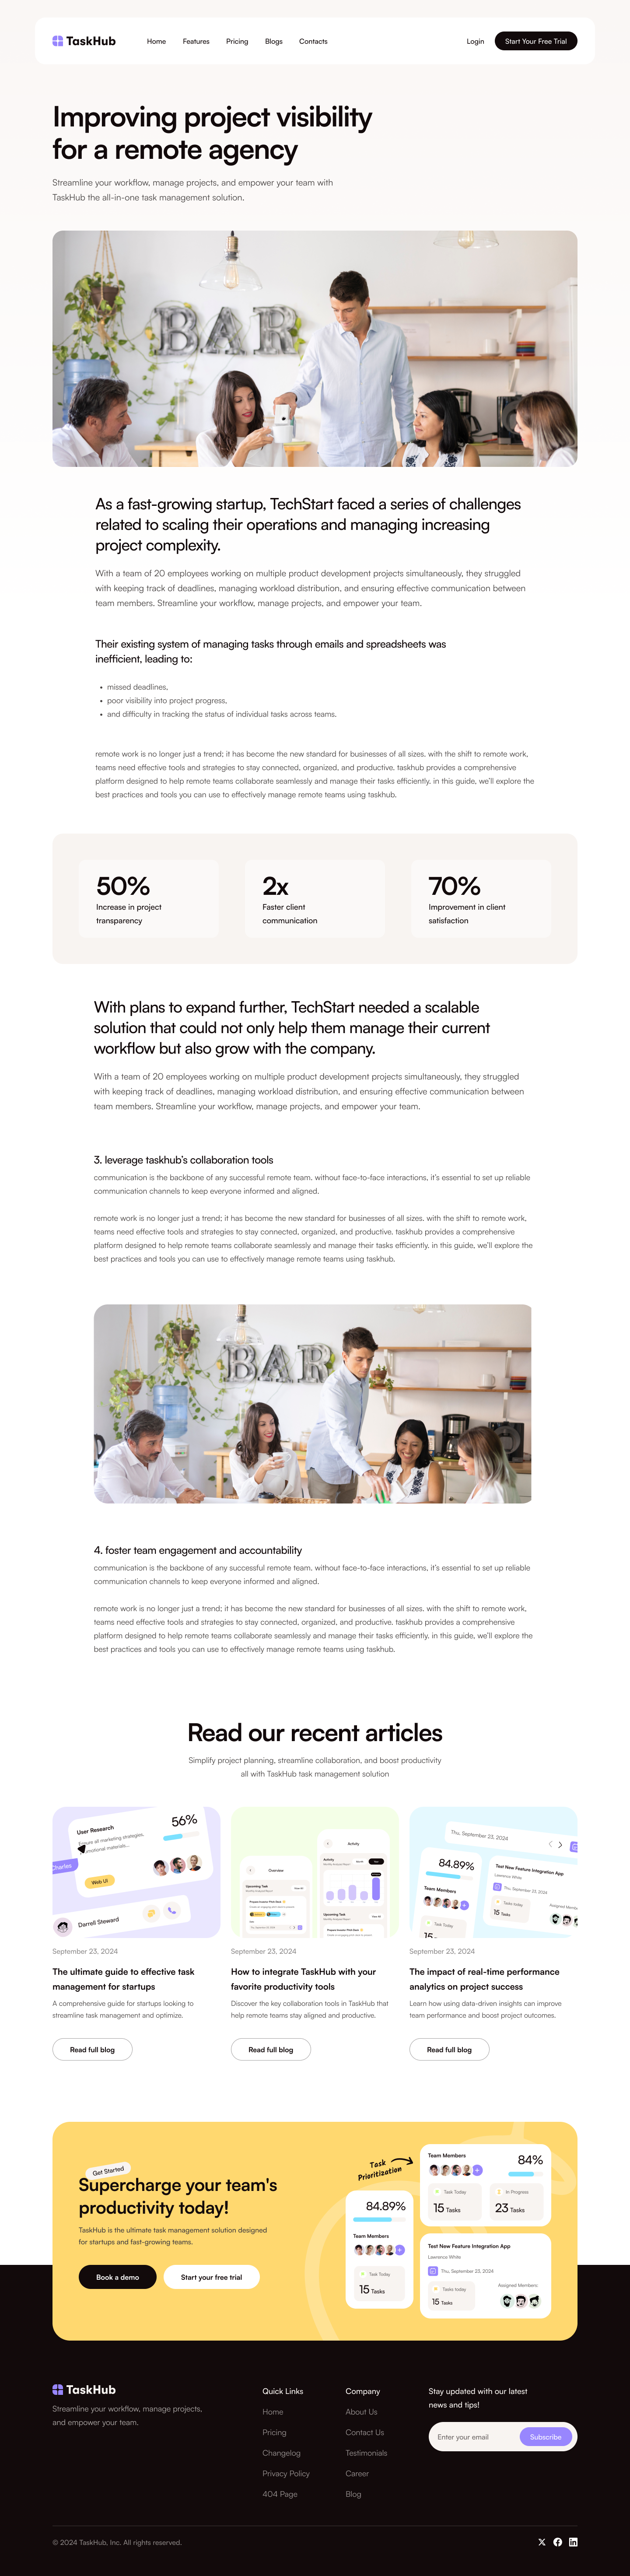 TaskHub
Home Features Pricing Blogs Contacts
Login Start Your Free Trial
Improving project visibility
for a remote agency
Streamline your workflow, manage projects, and empower your team with
TaskHub the all-in-one task management solution.
BAR
As a fast-growing startup, TechStart faced a series of challenges
related to scaling their operations and managing increasing
project complexity.
With a team of 20 employees working on multiple product development projects simultaneously, they struggled
with keeping track of deadlines, managing workload distribution, and ensuring effective communication between
team members. Streamline your workflow, manage projects, and empower your team.
Their existing system of managing tasks through emails and spreadsheets was
inefficient, leading to:
• missed deadlines,
• poor visibility into project progress,
• and difficulty in tracking the status of individual tasks across teams.
remote work is no longer just a trend; it has become the new standard for businesses of all sizes. with the shift to remote work,
teams need effective tools and strategies to stay connected, organized, and productive. taskhub provides a comprehensive
platform designed to help remote teams collaborate seamlessly and manage their tasks efficiently. in this guide, we'll explore the
best practices and tools you can use to effectively manage remote teams using taskhub.
50%
Increase in project
transparency
2x
Faster client
communication
70%
Improvement in client
satisfaction
With plans to expand further, TechStart needed a scalable
solution that could not only help them manage their current
workflow but also grow with the company.
With a team of 20 employees working on multiple product development projects simultaneously, they struggled
with keeping track of deadlines, managing workload distribution, and ensuring effective communication between
team members. Streamline your workflow, manage projects, and empower your team.
3. leverage taskhub's collaboration tools
communication is the backbone of any successful remote team. without face-to-face interactions, it's essential to set up reliable
communication channels to keep everyone informed and aligned.
remote work is no longer just a trend; it has become the new standard for businesses of all sizes. with the shift to remote work,
teams need effective tools and strategies to stay connected, organized, and productive. taskhub provides a comprehensive
platform designed to help remote teams collaborate seamlessly and manage their tasks efficiently. in this guide, we'll explore the
best practices and tools you can use to effectively manage remote teams using taskhub.
BAR
4. foster team engagement and accountability
communication is the backbone of any successful remote team. without face-to-face interactions, it's essential to set up reliable
communication channels to keep everyone informed and aligned.
remote work is no longer just a trend; it has become the new standard for businesses of all sizes. with the shift to remote work,
teams need effective tools and strategies to stay connected, organized, and productive. taskhub provides a comprehensive
platform designed to help remote teams collaborate seamlessly and manage their tasks efficiently. in this guide, we'll explore the
best practices and tools you can use to effectively manage remote teams using taskhub.
Read our recent articles
Simplify project planning, streamline collaboration, and boost productivity
all with TaskHub task management solution
User Research
56%
all marketing strategies,
motional materials...
Charles
Web UI
Darrell Steward
September 23, 2024
The ultimate guide to effective task
management for startups
A comprehensive guide for startups looking to
streamline task management and optimize.
Read full blog
Overview
Upcoming Task
Activity
Activity
Upcoming Task
September 23, 2024
How to integrate TaskHub with your
favorite productivity tools
Discover the key collaboration tools in TaskHub that
help remote teams stay aligned and productive.
Read full blog
Thu, September 23, 2024
84.89%
Team Members
Task Today
15
Test New Feature Integration App
Lawrence White
Thu, September 23, 2024
Tasks today
15 Tasks
September 23, 2024
The impact of real-time performance
analytics on project success
Learn how using data-driven insights can improve
team performance and boost project outcomes.
Read full blog
Get Started
Supercharge your team's
productivity today!
TaskHub is the ultimate task management solution designed
for startups and fast-growing teams.
Book a demo Start your free trial
Task
Prioritization
84.89%
Team Members
Task Today
15 Tasks
Team Members
84%
Task Today
15 Tasks
In Progress
23 Tasks
Test New Feature Integration App
Lawrence White
Thu, September 23, 2024
Tasks today
15 Tasks
Assigned Members:
TaskHub
Streamline your workflow, manage projects,
and empower your team.
Quick Links
Home
Pricing
Changelog
Privacy Policy
404 Page
Company
About Us
Contact Us
Testimonials
Career
Blog
Stay updated with our latest
news and tips!
Enter your email Subscribe
© 2024 TaskHub, Inc. All rights reserved.